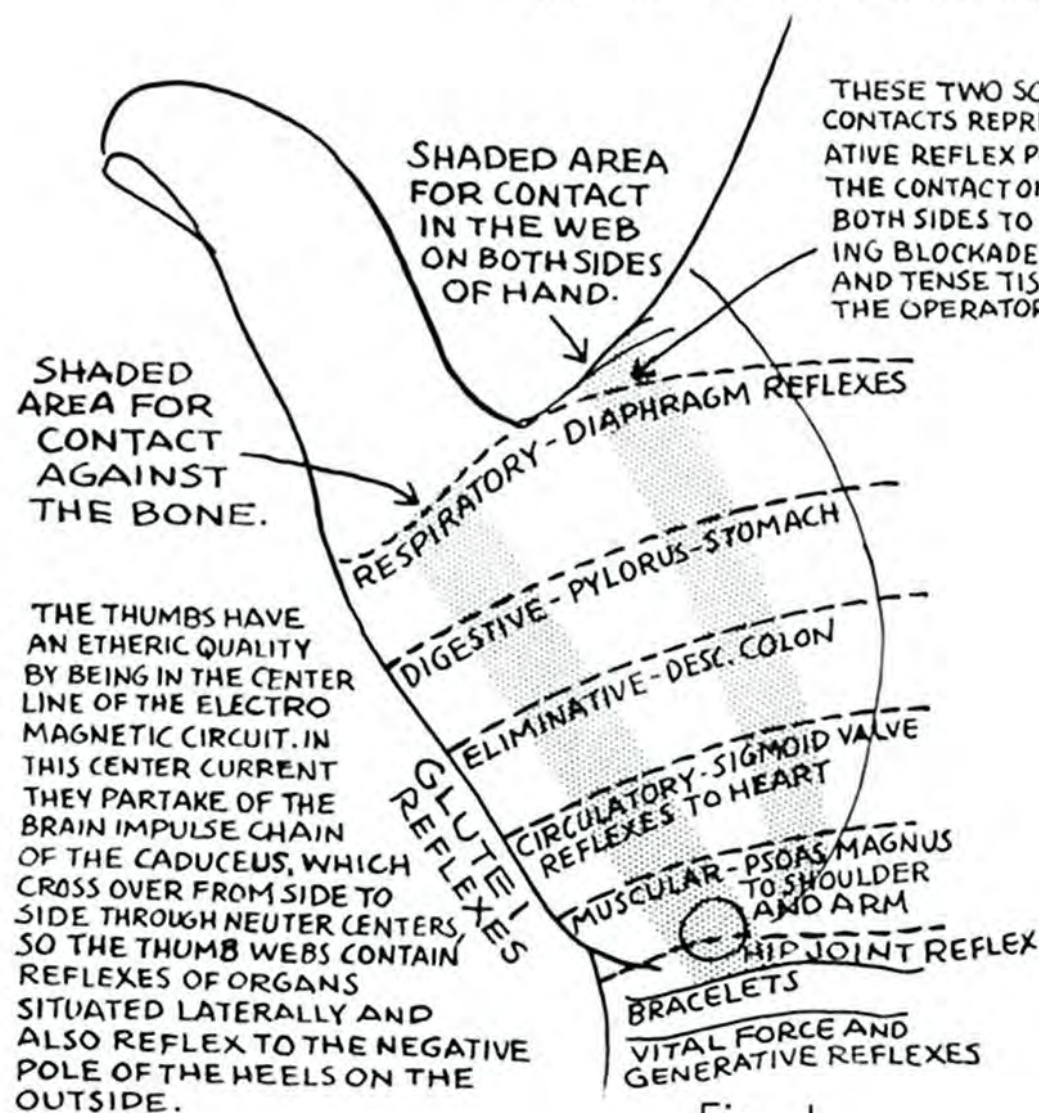 THESE TWO
CONTACTS
ATIVE REFLEX
THE CONTACT
BOTH SIDES TO
ING BLOCKADE
AND TENSE
THE OPERATOR
SHADED AREA
FOR CONTACT
IN THE WEB
ON BOTH SIDES
OF HAND.
SHADED
AREA FOR
CONTACT
AGAINST
THE BONE.
RESPIRATORY - DIAPHRAGM REFLEXES
DIGESTIVE - PYLORUS - STOMACH
ELIMINATIVE - DESC. COLON
CIRCULATORY - SIGMOID VALVE
REFLEXES TO HEART
MUSCULAR - PSOAS MAGNUS
TO SHOULDER
AND ARM
HIP JOINT REFLEX
BRACELETS
VITAL FORCE AND
GENERATIVE REFLEXES
GLUTEI
REFLEXES
THE THUMBS HAVE
AN ETHERIC QUALITY
BY BEING IN THE CENTER
LINE OF THE ELECTRO
MAGNETIC CIRCUIT. IN
THIS CENTER CURRENT
THEY PARTAKE OF THE
BRAIN IMPULSE CHAIN
OF THE CADUCEUS, WHICH
CROSS OVER FROM SIDE TO
SIDE THROUGH NEUTER CENTERS,
SO THE THUMB WEBS CONTAIN
REFLEXES OF ORGANS
SITUATED LATERALLY AND
ALSO REFLEX TO THE NEGATIVE
POLE OF THE HEELS ON THE
OUTSIDE.